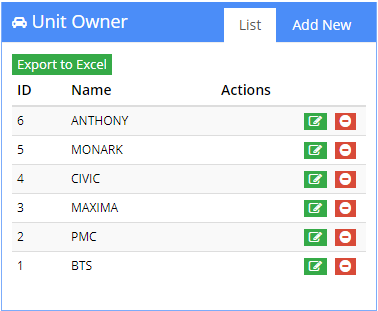 Unit Owner List Add New
Export to Excel
ID Name Actions
6 ANTHONY
5 MONARK
4 CIVIC
3 MAXIMA
2 PMC
1 BTS